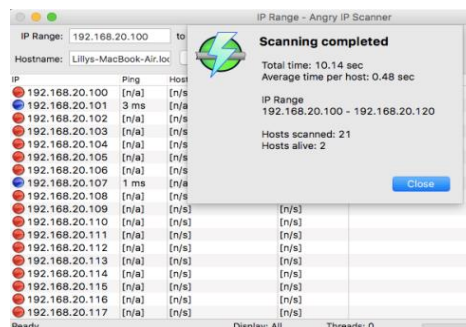 IP Range - Angry IP Scanner
IP Range: 192.168.20.100 to
Hostname: Lillys-MacBook-Air.loc
Scanning completed
Total time: 10.14 sec
Average time per host: 0.48 sec
IP Range
192.168.20.100 - 192.168.20.120
Hosts scanned: 21
Hosts alive: 2
Close
IP Ping Host
192.168.20.100 [n/a] [n/s
192.168.20.101 3 ms [n/a
192.168.20.102 [n/a] [n/s
192.168.20.103 [n/a] [n/s
192.168.20.104 [n/a] [n/s
192.168.20.105 [n/a] [n/s
192.168.20.106 [n/a] [n/s
192.168.20.107 1 ms [n/a
192.168.20.108 [n/a] [n/s
192.168.20.109 [n/a] [n/s] [n/s]
192.168.20.110 [n/a] [n/s] [n/s]
192.168.20.111 [n/a] [n/s] [n/s]
192.168.20.112 [n/a] [n/s] [n/s]
192.168.20.113 [n/a] [n/s] [n/s]
192.168.20.114 [n/a] [n/s] [n/s]
192.168.20.115 [n/a] [n/s] [n/s]
192.168.20.116 [n/a] [n/s] [n/s]
192.168.20.117 [n/a] [n/s] [n/s]
Ready Display: All Threads: 0